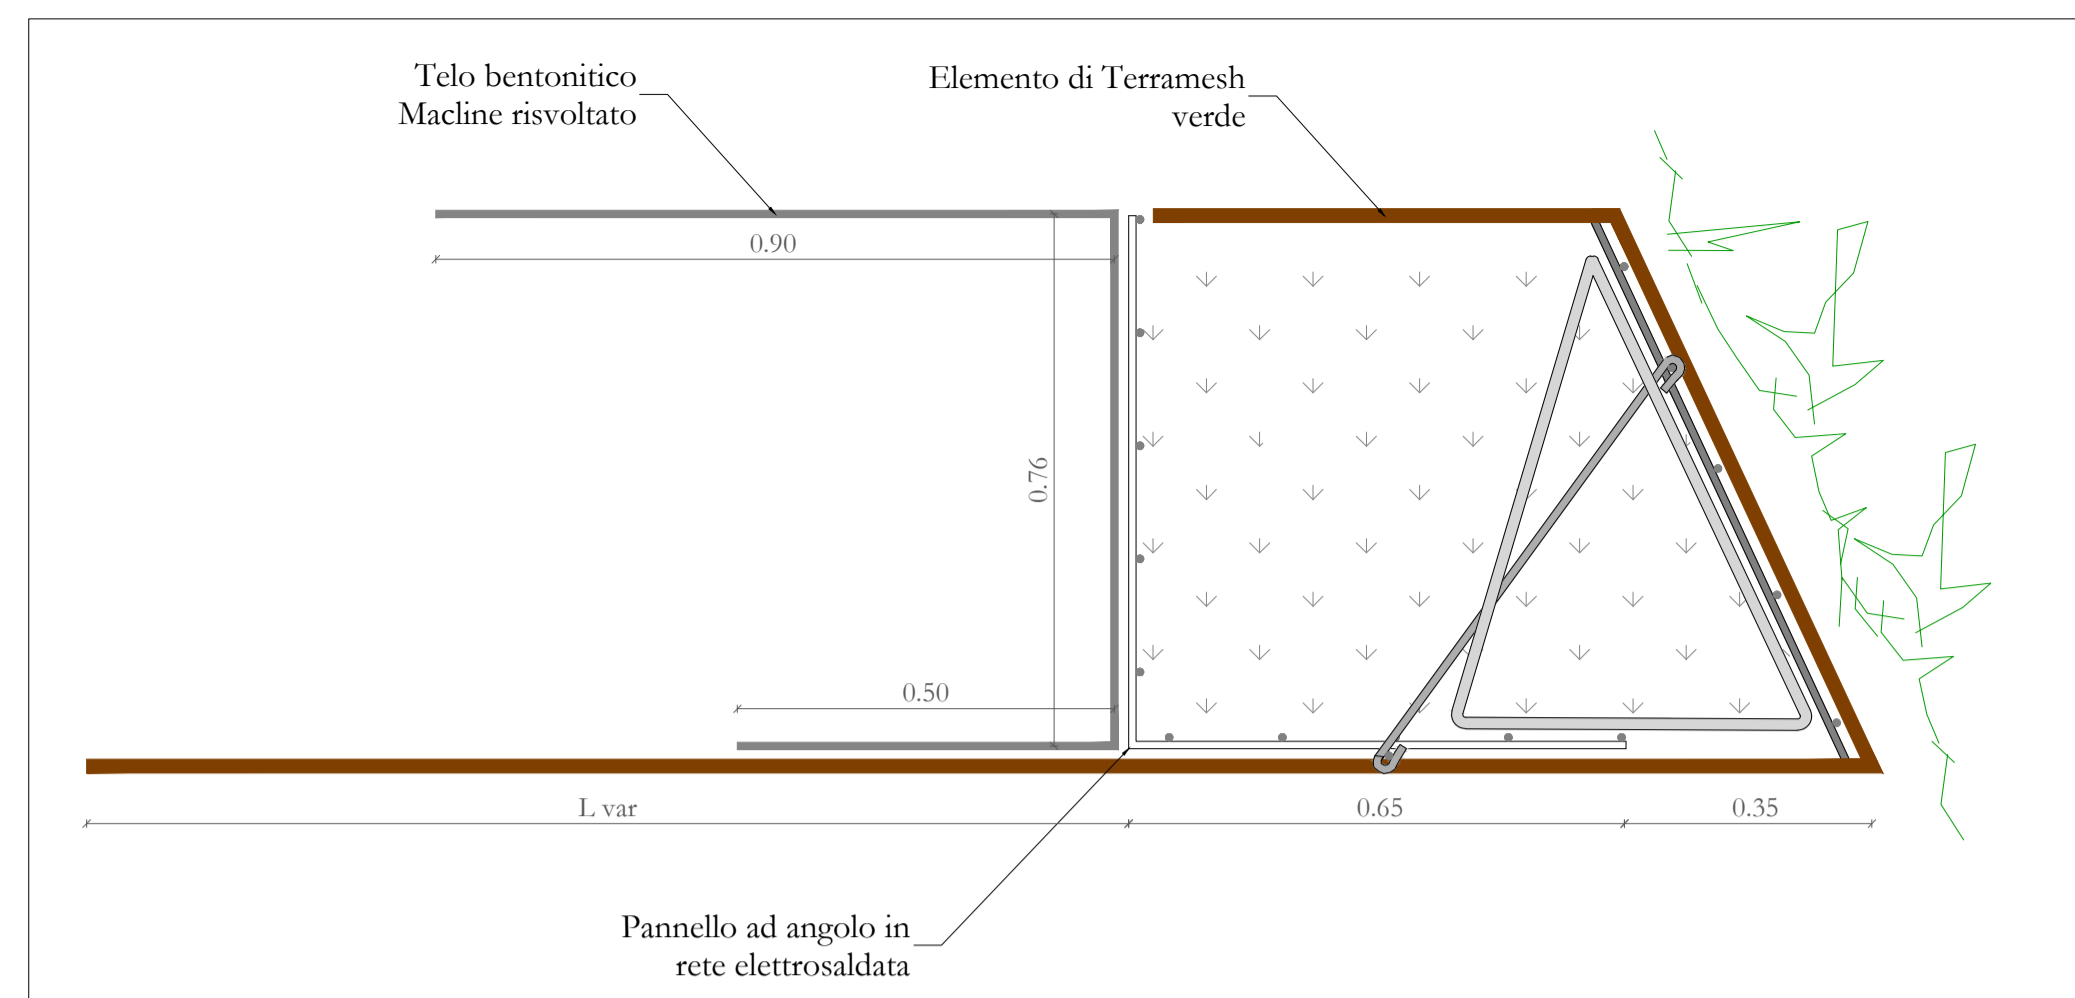 Telo bentonitico
Macline risvoltato
Elemento di Terramesh
verde
0.90
0.76
0.50
L var
0.65
0.35
Pannello ad angolo in
rete elettrosaldata